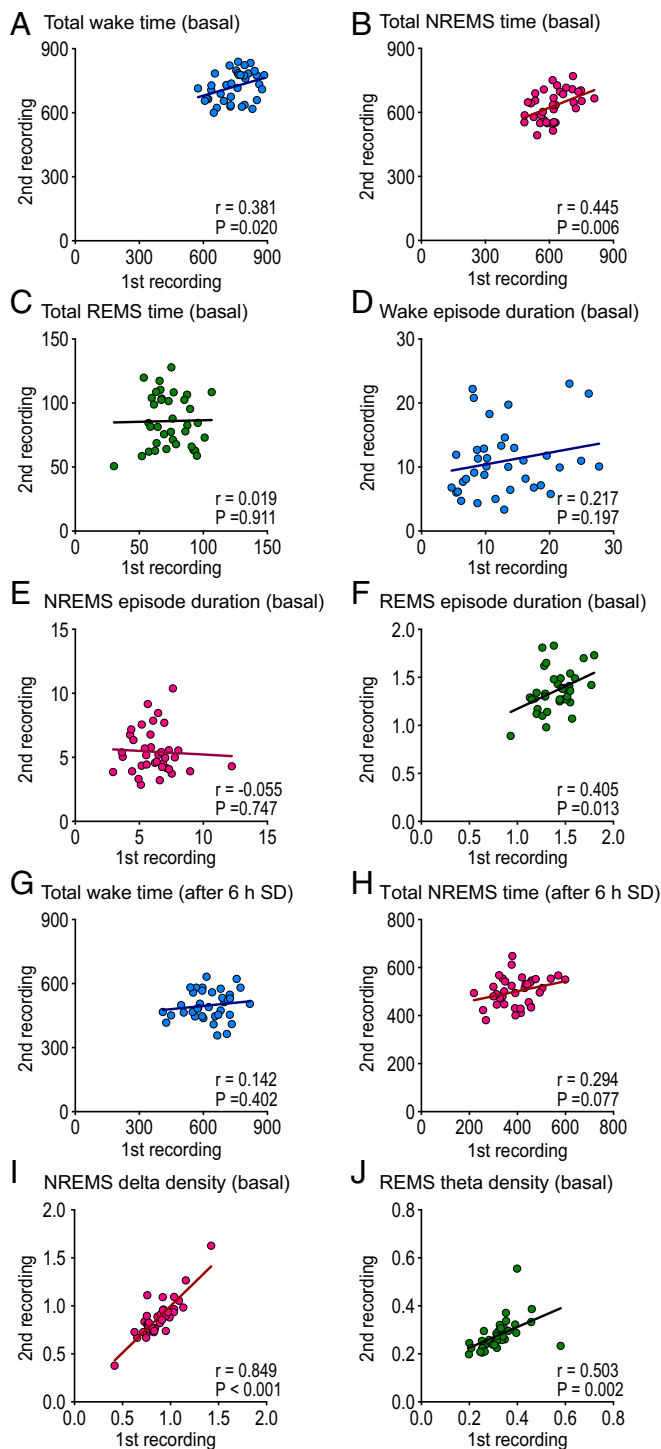 A Total wake time (basal)
900
600
300
0
2nd recording
r = 0.381
P =0.020
0 300 600 900
1st recording
B Total NREMS time (basal)
900
600
300
0
2nd recording
r = 0.445
P =0.006
0 300 600 900
1st recording
C Total REMS time (basal)
150
100
50
0
2nd recording
r = 0.019
P =0.911
0 50 100 150
1st recording
D Wake episode duration (basal)
30
20
10
0
2nd recording
r = 0.217
P =0.197
0 10 20 30
1st recording
E NREMS episode duration (basal)
15
10
5
0
2nd recording
r = -0.055
P =0.747
0 5 10 15
1st recording
F REMS episode duration (basal)
2.0
1.5
1.0
0.5
0.0
2nd recording
r = 0.405
P =0.013
0.0 0.5 1.0 1.5 2.0
1st recording
G Total wake time (after 6 h SD)
900
600
300
0
2nd recording
r = 0.142
P =0.402
0 300 600 900
1st recording
H Total NREMS time (after 6 h SD)
800
600
400
200
0
2nd recording
r = 0.294
P =0.077
0 200 400 600 800
1st recording
I NREMS delta density (basal)
2.0
1.5
1.0
0.5
0.0
2nd recording
r = 0.849
P < 0.001
0.0 0.5 1.0 1.5 2.0
1st recording
J REMS theta density (basal)
0.8
0.6
0.4
0.2
0.0
2nd recording
r = 0.503
P = 0.002
0.0 0.2 0.4 0.6 0.8
1st recording